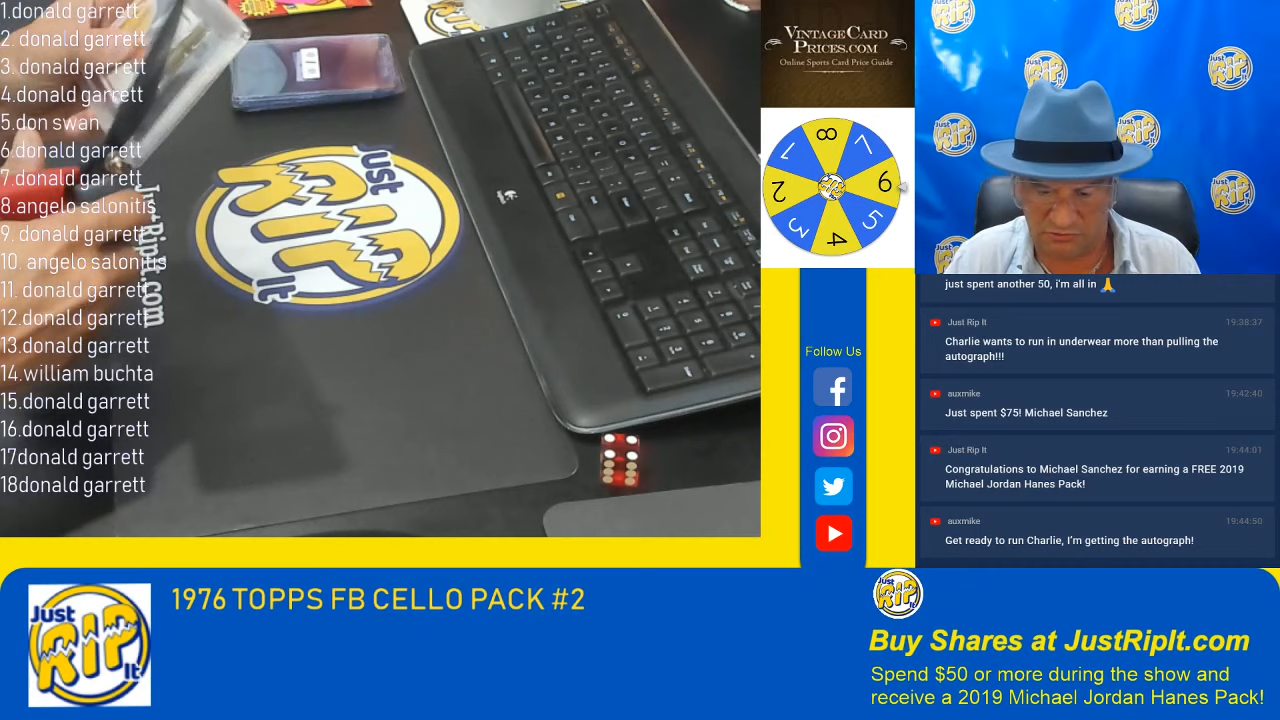 1.donald garrett
2. donald garrett
3. donald garrett
4.donald garrett
5.don swan
6.donald garrett
7.donald garrett
8.angelo salonitis
9. donald garrett
10. angelo salonitis
11. donald garrett
12.donald garrett
13.donald garrett
14.william buchta
15.donald garrett
16.donald garrett
17donald garrett
18donald garrett
Just RIP It
JustRipIt.com
VINTAGECARD
PRICES.COM
Online Sports Card Price Guide
8
7
6
5
4
3
2
1
Follow Us
just spent another 50, i'm all in 🙏
Just Rip It 19:38:37
Charlie wants to run in underwear more than pulling the
autograph!!!
auxmike 19:42:40
Just spent $75! Michael Sanchez
Just Rip It 19:44:01
Congratulations to Michael Sanchez for earning a FREE 2019
Michael Jordan Hanes Pack!
auxmike 19:44:50
Get ready to run Charlie, I'm getting the autograph!
Just RIP It
1976 TOPPS FB CELLO PACK #2
Just RIP It
Buy Shares at JustRipIt.com
Spend $50 or more during the show and
receive a 2019 Michael Jordan Hanes Pack!